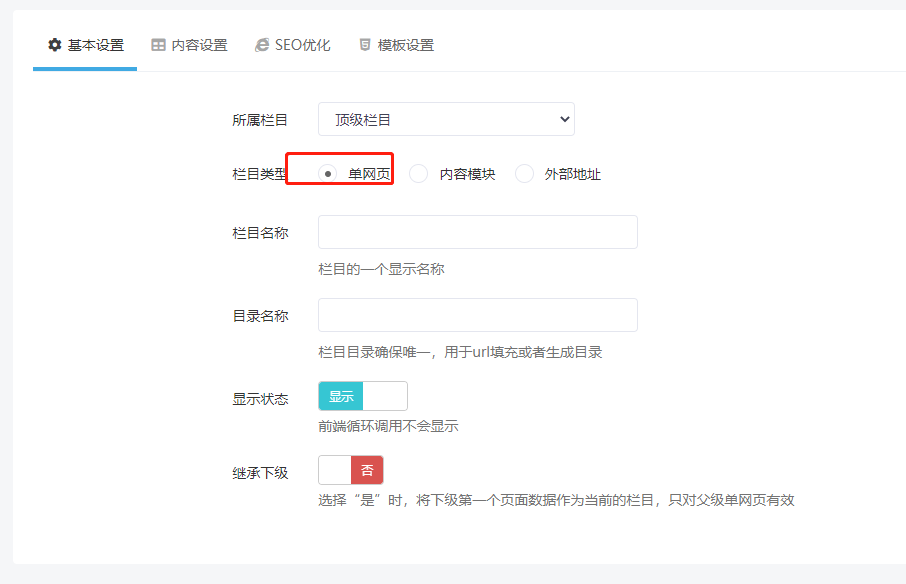 基本设置 内容设置 SEO优化 模板设置
所属栏目 顶级栏目
栏目类型 单网页 内容模块 外部地址
栏目名称
栏目的一个显示名称
目录名称
栏目目录确保唯一，用于url填充或者生成目录
显示状态 显示
前端循环调用不会显示
继承下级 否
选择“是”时，将下级第一个页面数据作为当前的栏目，只对父级单网页有效